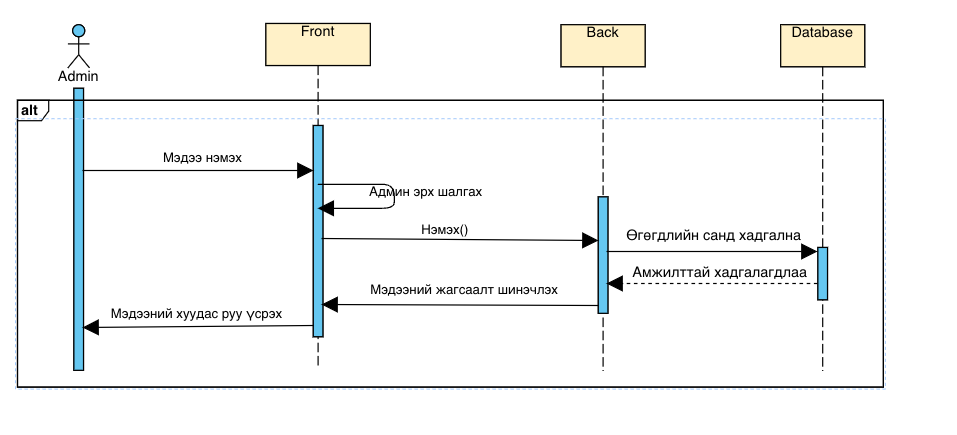 Front
Back
Database
Admin
alt
Мэдээ нэмэх
Админ эрх шалгах
Нэмэх()
Өгөгдлийн санд хадгална
Амжилттай хадгалагдлаа
Мэдээний жагсаалт шинэчлэх
Мэдээний хуудас руу үсрэх